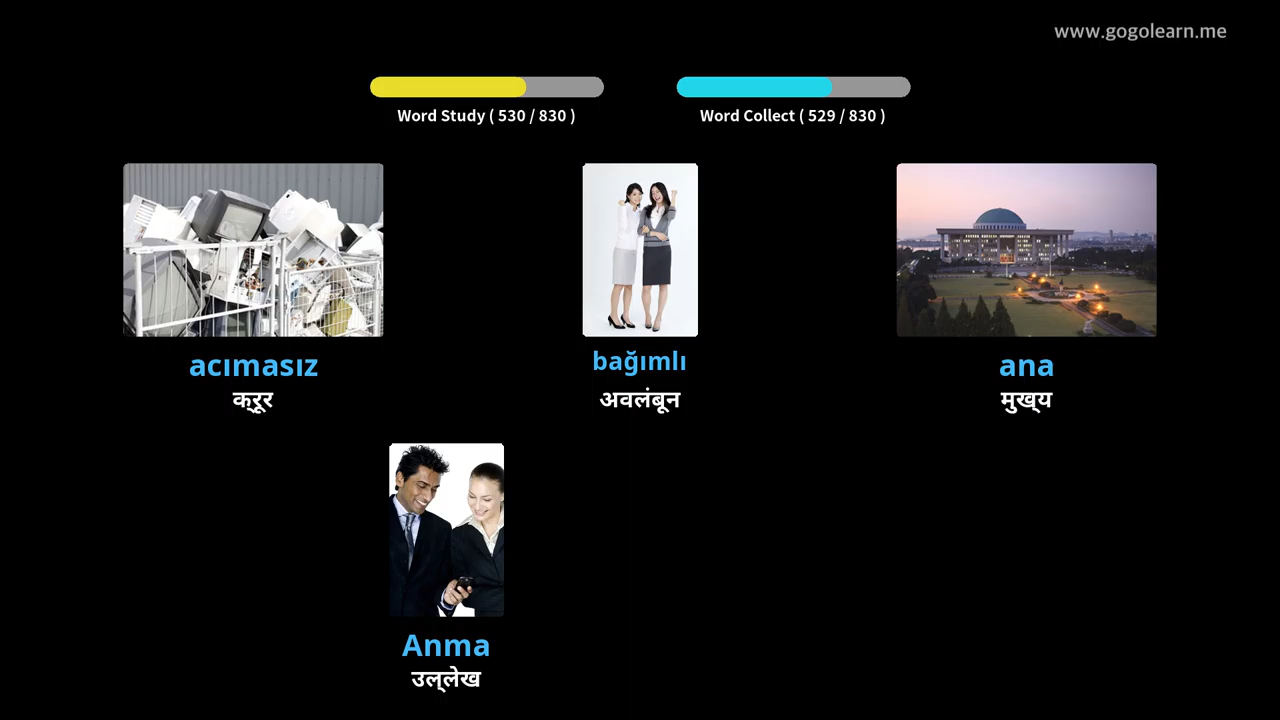 www.gogolearn.me
Word Study ( 530 / 830 )
Word Collect ( 529 / 830 )
acımasız
क्रूर
bağımlı
अवलंबून
ana
मुख्य
Anma
उल्लेख